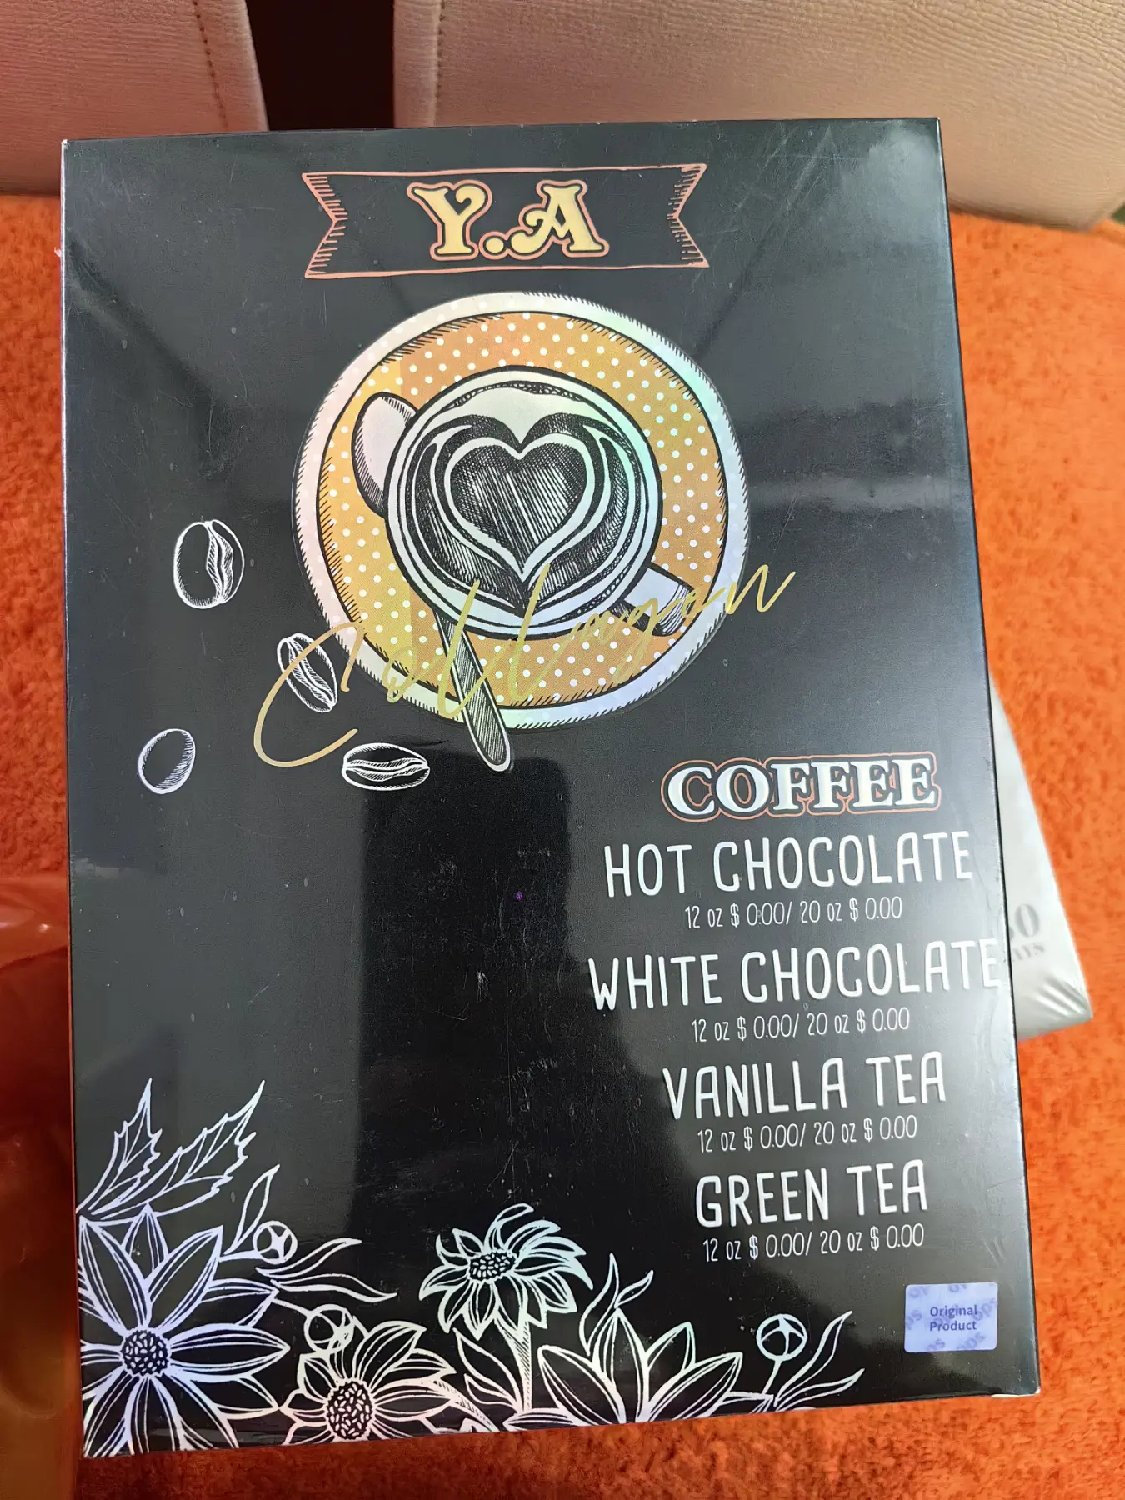 Y.A
Collagen
COFFEE
HOT CHOCOLATE
12 oz $ 0.00/ 20 oz $ 0.00
WHITE CHOCOLATE
12 oz $ 0.00/ 20 oz $ 0.00
VANILLA TEA
12 oz $ 0.00/ 20 oz $ 0.00
GREEN TEA
12 oz $ 0.00/ 20 oz $ 0.00
Original
Product